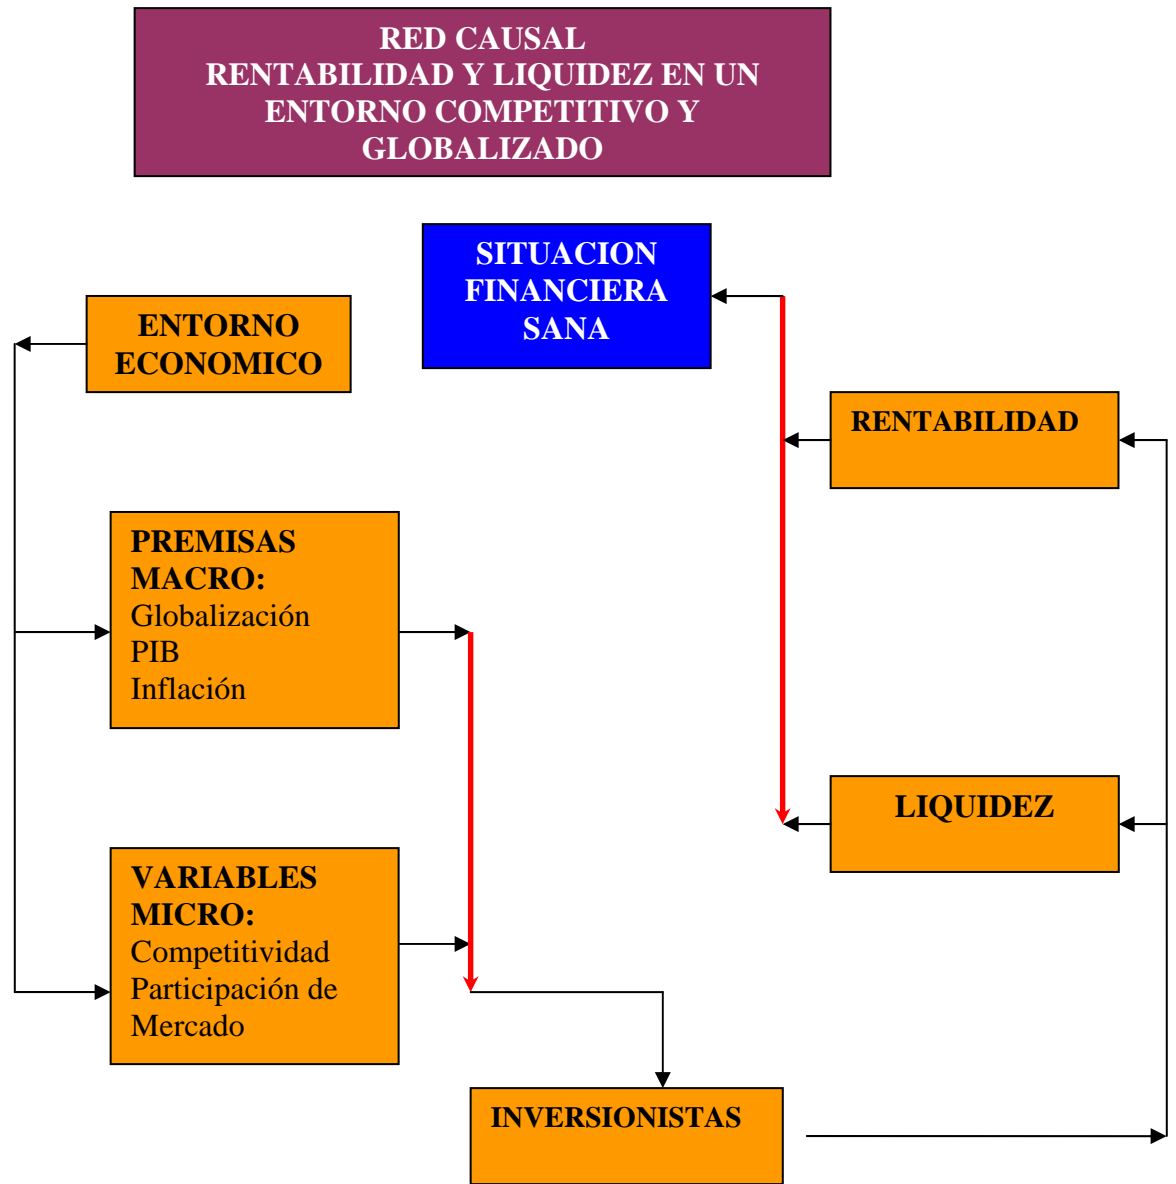 RED CAUSAL
RENTABILIDAD Y LIQUIDEZ EN UN
ENTORNO COMPETITIVO Y
GLOBALIZADO
SITUACION
FINANCIERA
SANA
ENTORNO
ECONOMICO
RENTABILIDAD
PREMISAS
MACRO:
Globalización
PIB
Inflación
LIQUIDEZ
VARIABLES
MICRO:
Competitividad
Participación de
Mercado
INVERSIONISTAS